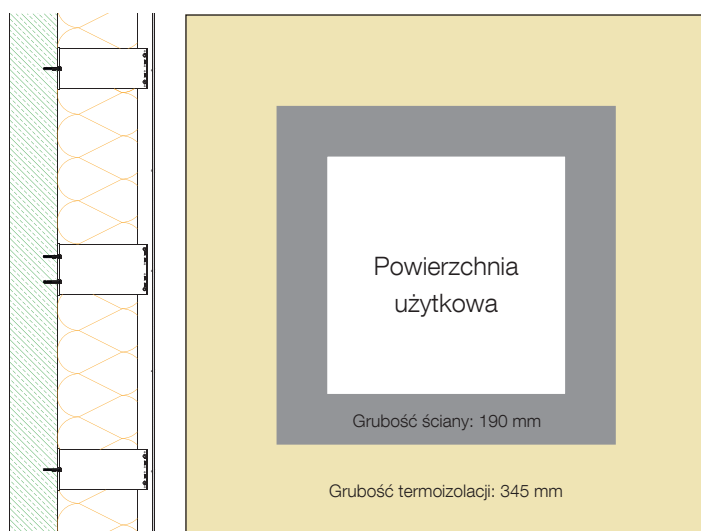 Powierzchnia
użytkowa
Grubość ściany: 190 mm
Grubość termoizolacji: 345 mm